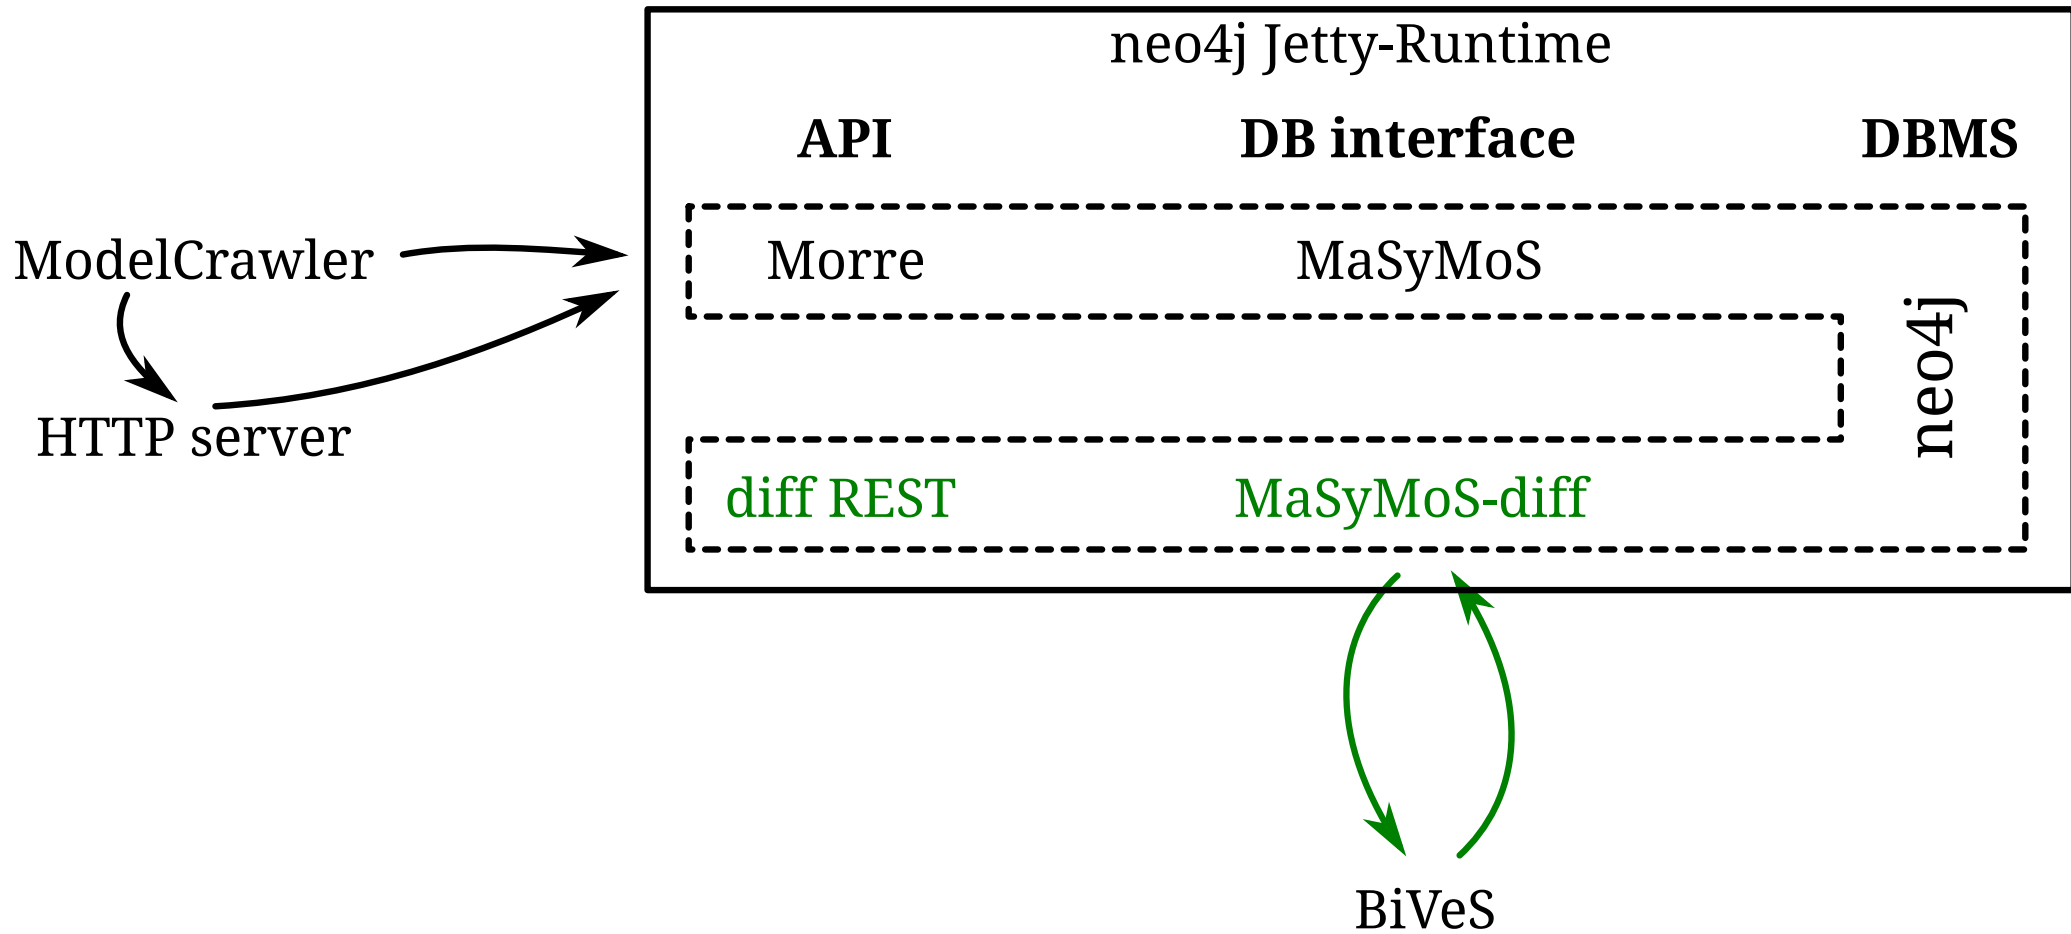 neo4j Jetty-Runtime
API DB interface DBMS
ModelCrawler
Morre MaSyMoS
neo4j
HTTP server
diff REST MaSyMoS-diff
BiVeS